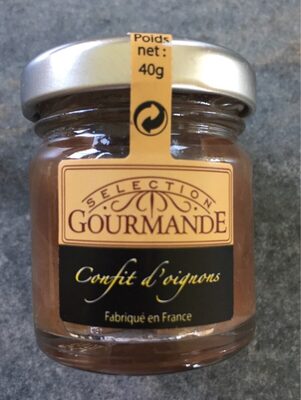 Poids
net :
40g
SELECTION
GOURMANDE
Confit d'oignons
Fabriqué en France